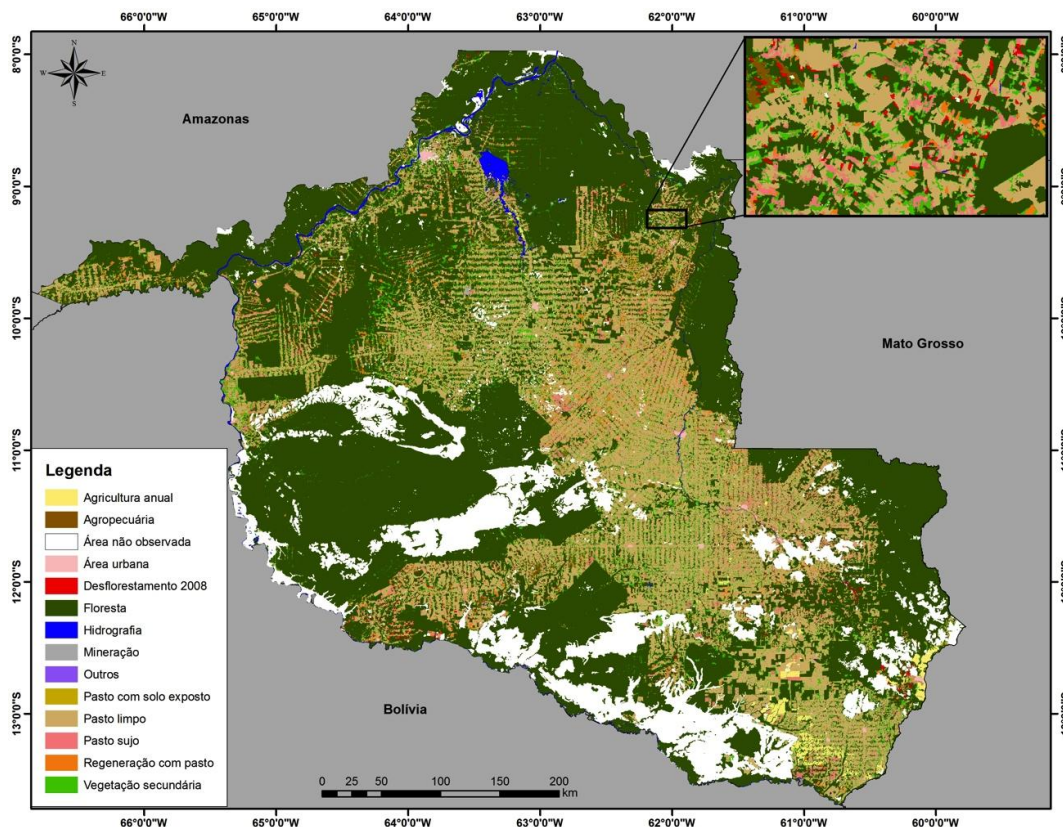 66°0'0"W 65°0'0"W 64°0'0"W 63°0'0"W 62°0'0"W 61°0'0"W 60°0'0"W
8°0'0"S
9°0'0"S
10°0'0"S
11°0'0"S
12°0'0"S
13°0'0"S
N
W E
S
Amazonas
Mato Grosso
Bolívia
Legenda
Agricultura anual
Agropecuária
Área não observada
Área urbana
Desflorestamento 2008
Floresta
Hidrografia
Mineração
Outros
Pasto com solo exposto
Pasto limpo
Pasto sujo
Regeneração com pasto
Vegetação secundária
0 25 50 100 150 200
km
66°0'0"W 65°0'0"W 64°0'0"W 63°0'0"W 62°0'0"W 61°0'0"W 60°0'0"W